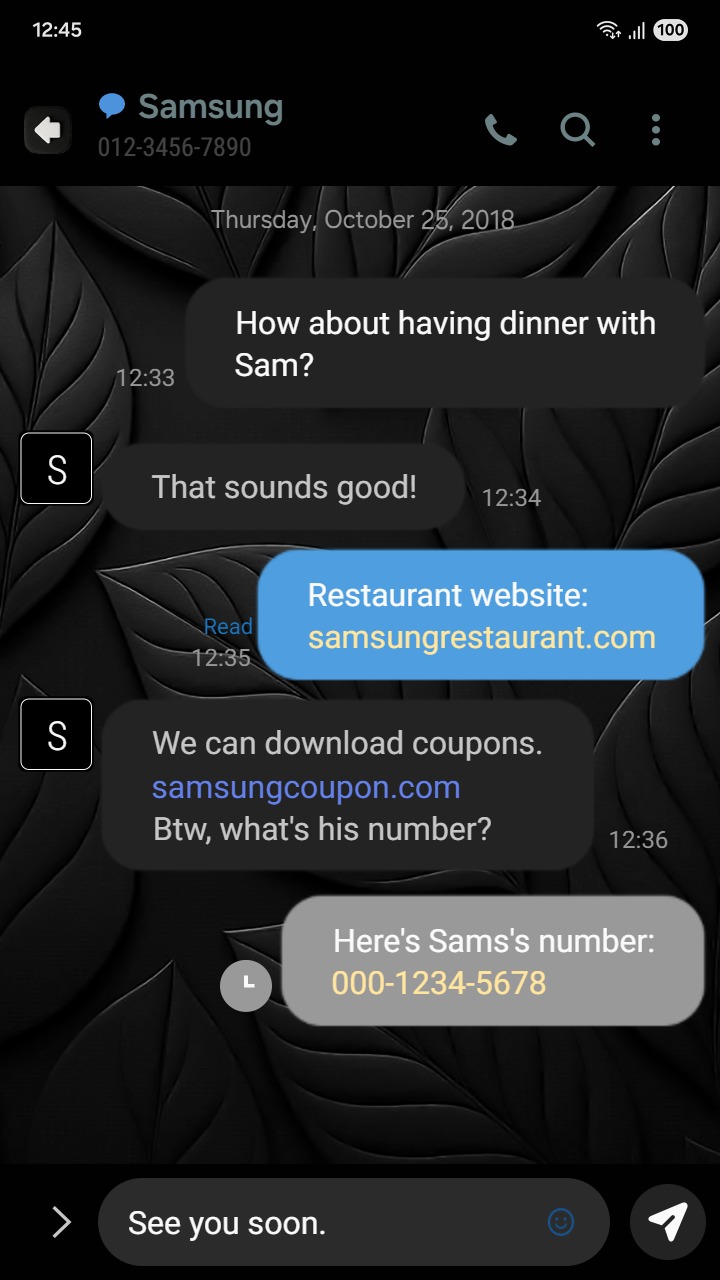 12:45
100
Samsung
012-3456-7890
Thursday, October 25, 2018
How about having dinner with
Sam?
12:33
S
That sounds good!
12:34
Restaurant website:
samsungrestaurant.com
Read
12:35
S
We can download coupons.
samsungcoupon.com
Btw, what's his number?
12:36
Here's Sams's number:
000-1234-5678
See you soon.